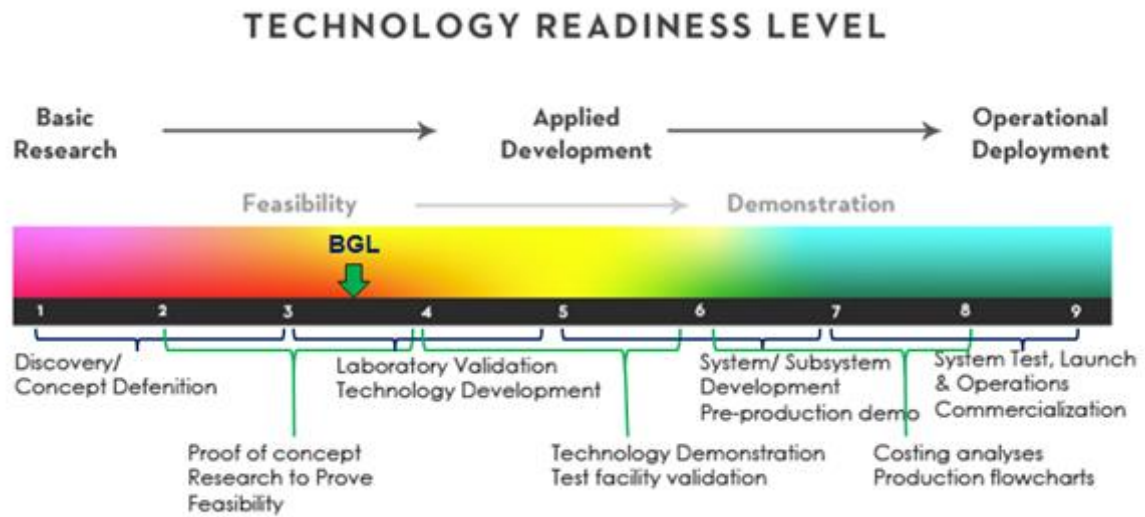 TECHNOLOGY READINESS LEVEL
Basic
Research
Applied
Development
Operational
Deployment
Feasibility
Demonstration
BGL
1 2 3 4 5 6 7 8 9
Discovery/
Concept Defenition
Laboratory Validation
Technology Development
System/ Subsystem
Development
Pre-production demo
System Test, Launch
& Operations
Commercialization
Proof of concept
Research to Prove
Feasibility
Technology Demonstration
Test facility validation
Costing analyses
Production flowcharts